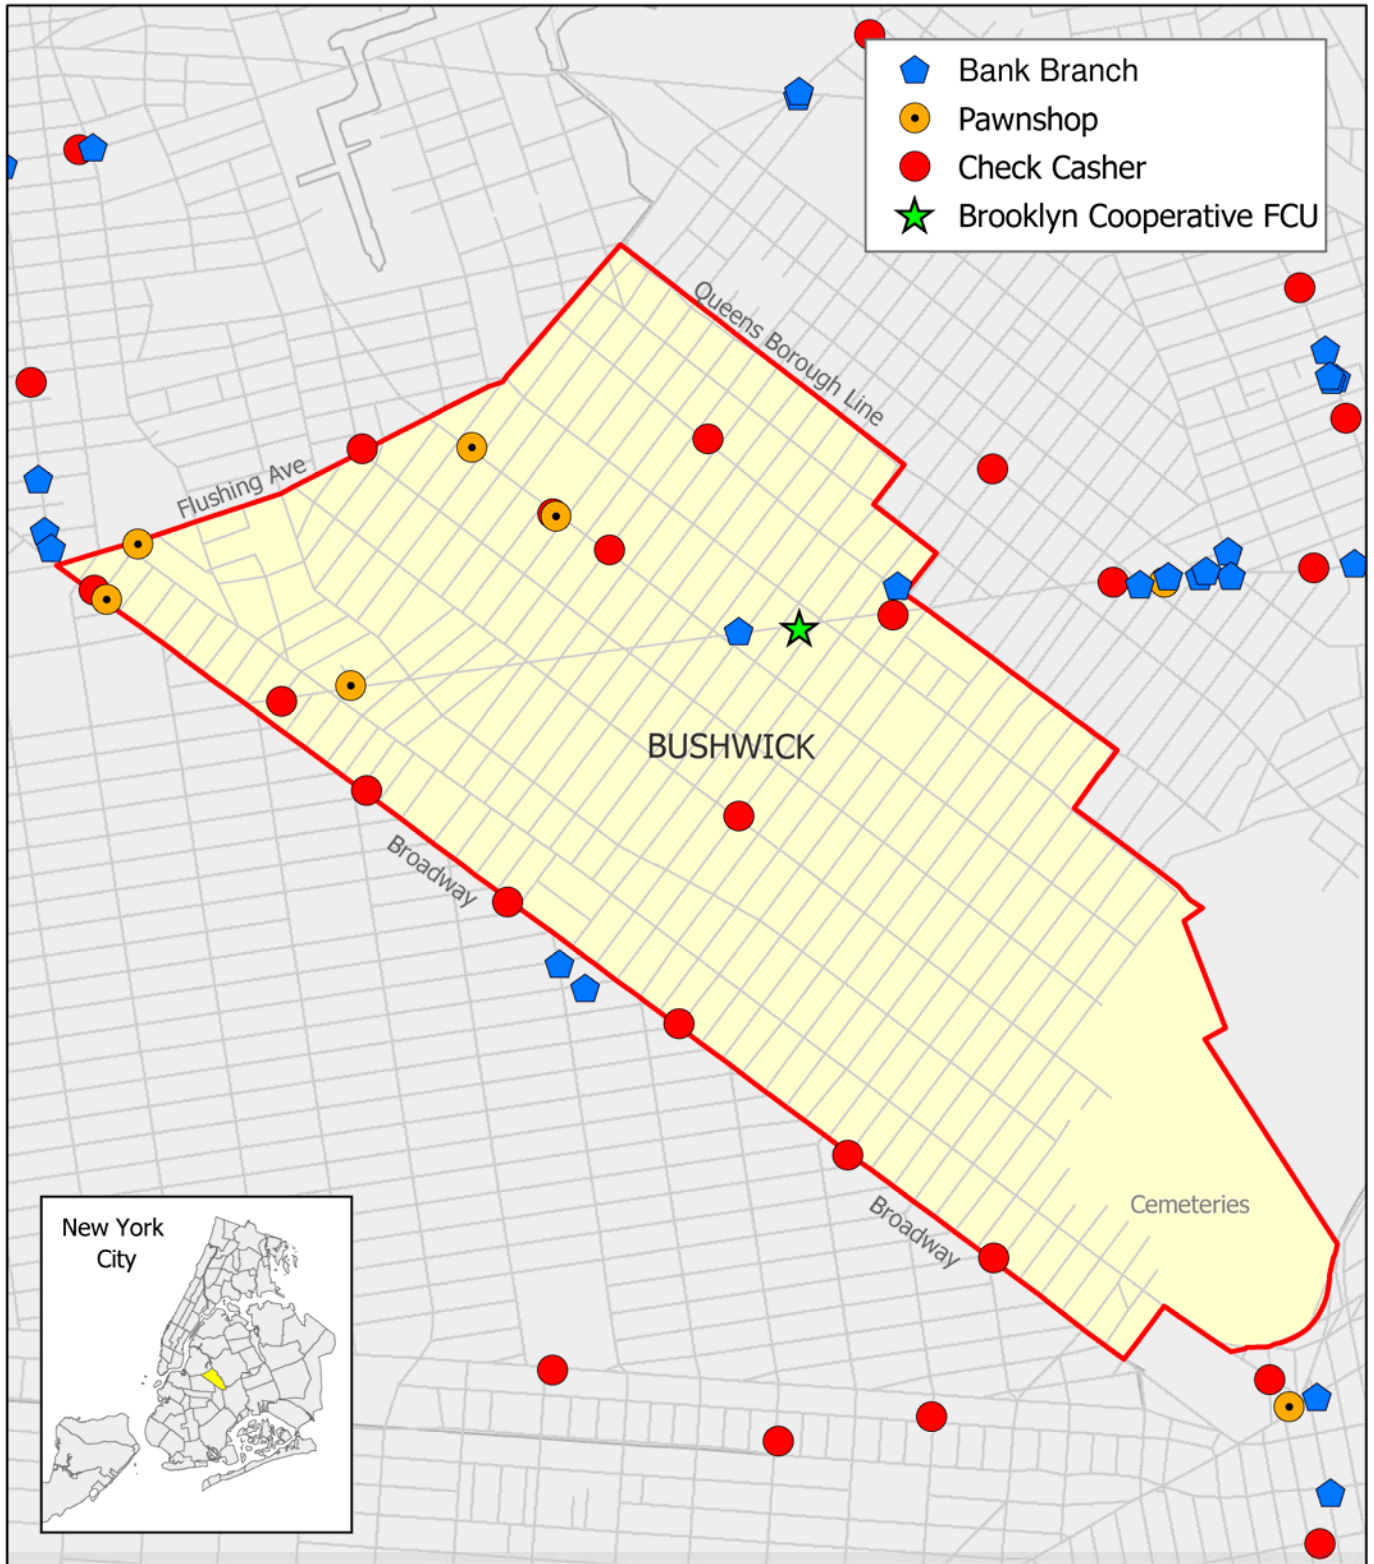 Bank Branch
Pawnshop
Check Casher
Brooklyn Cooperative FCU
Queens Borough Line
Flushing Ave
BUSHWICK
Broadway
Broadway
Cemeteries
New York
City